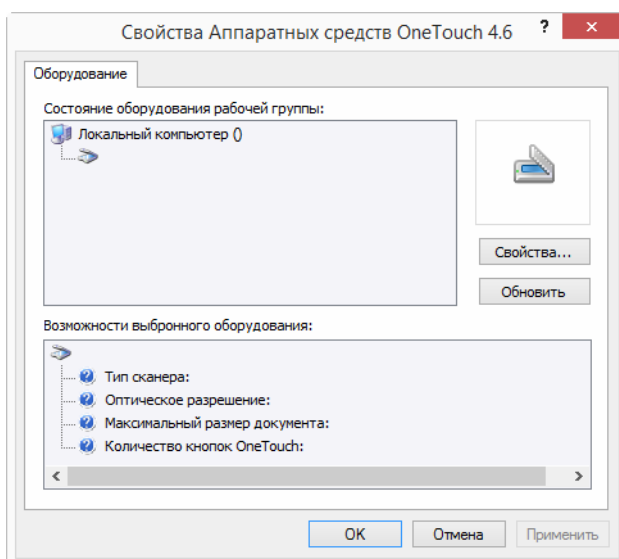 Свойства Аппаратных средств OneTouch 4.6
?
Оборудование
Состояние оборудования рабочей группы:
Локальный компьютер ()
Свойства...
Обновить
Возможности выбронного оборудования:
Тип сканера:
Оптическое разрешение:
Максимальный размер документа:
Количество кнопок OneTouch:
OK
Отмена
Применить